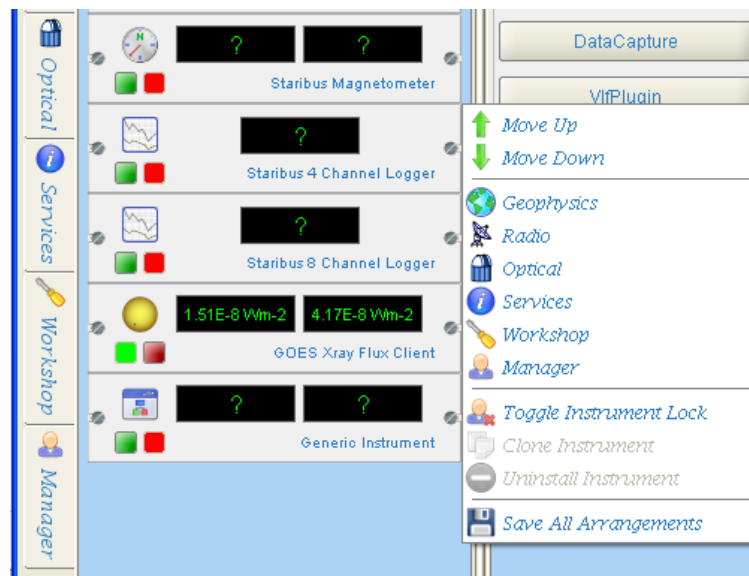 Optical
Services
Workshop
Manager
? ?
Staribus Magnetometer
?
Staribus 4 Channel Logger
?
Staribus 8 Channel Logger
1.51E-8 Wm-2 4.17E-8 Wm-2
GOES Xray Flux Client
? ?
Generic Instrument
DataCapture
VlfPlugin
Move Up
Move Down
Geophysics
Radio
Optical
Services
Workshop
Manager
Toggle Instrument Lock
Clone Instrument
Uninstall Instrument
Save All Arrangements